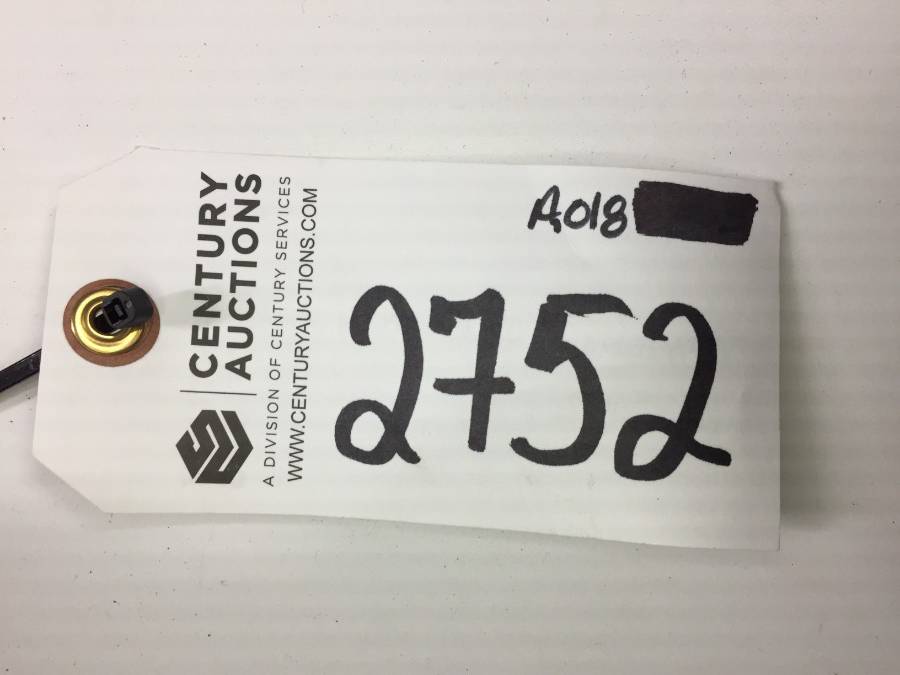 CENTURY
AUCTIONS
A DIVISION OF CENTURY SERVICES
WWW.CENTURYAUCTIONS.COM
A018
2752